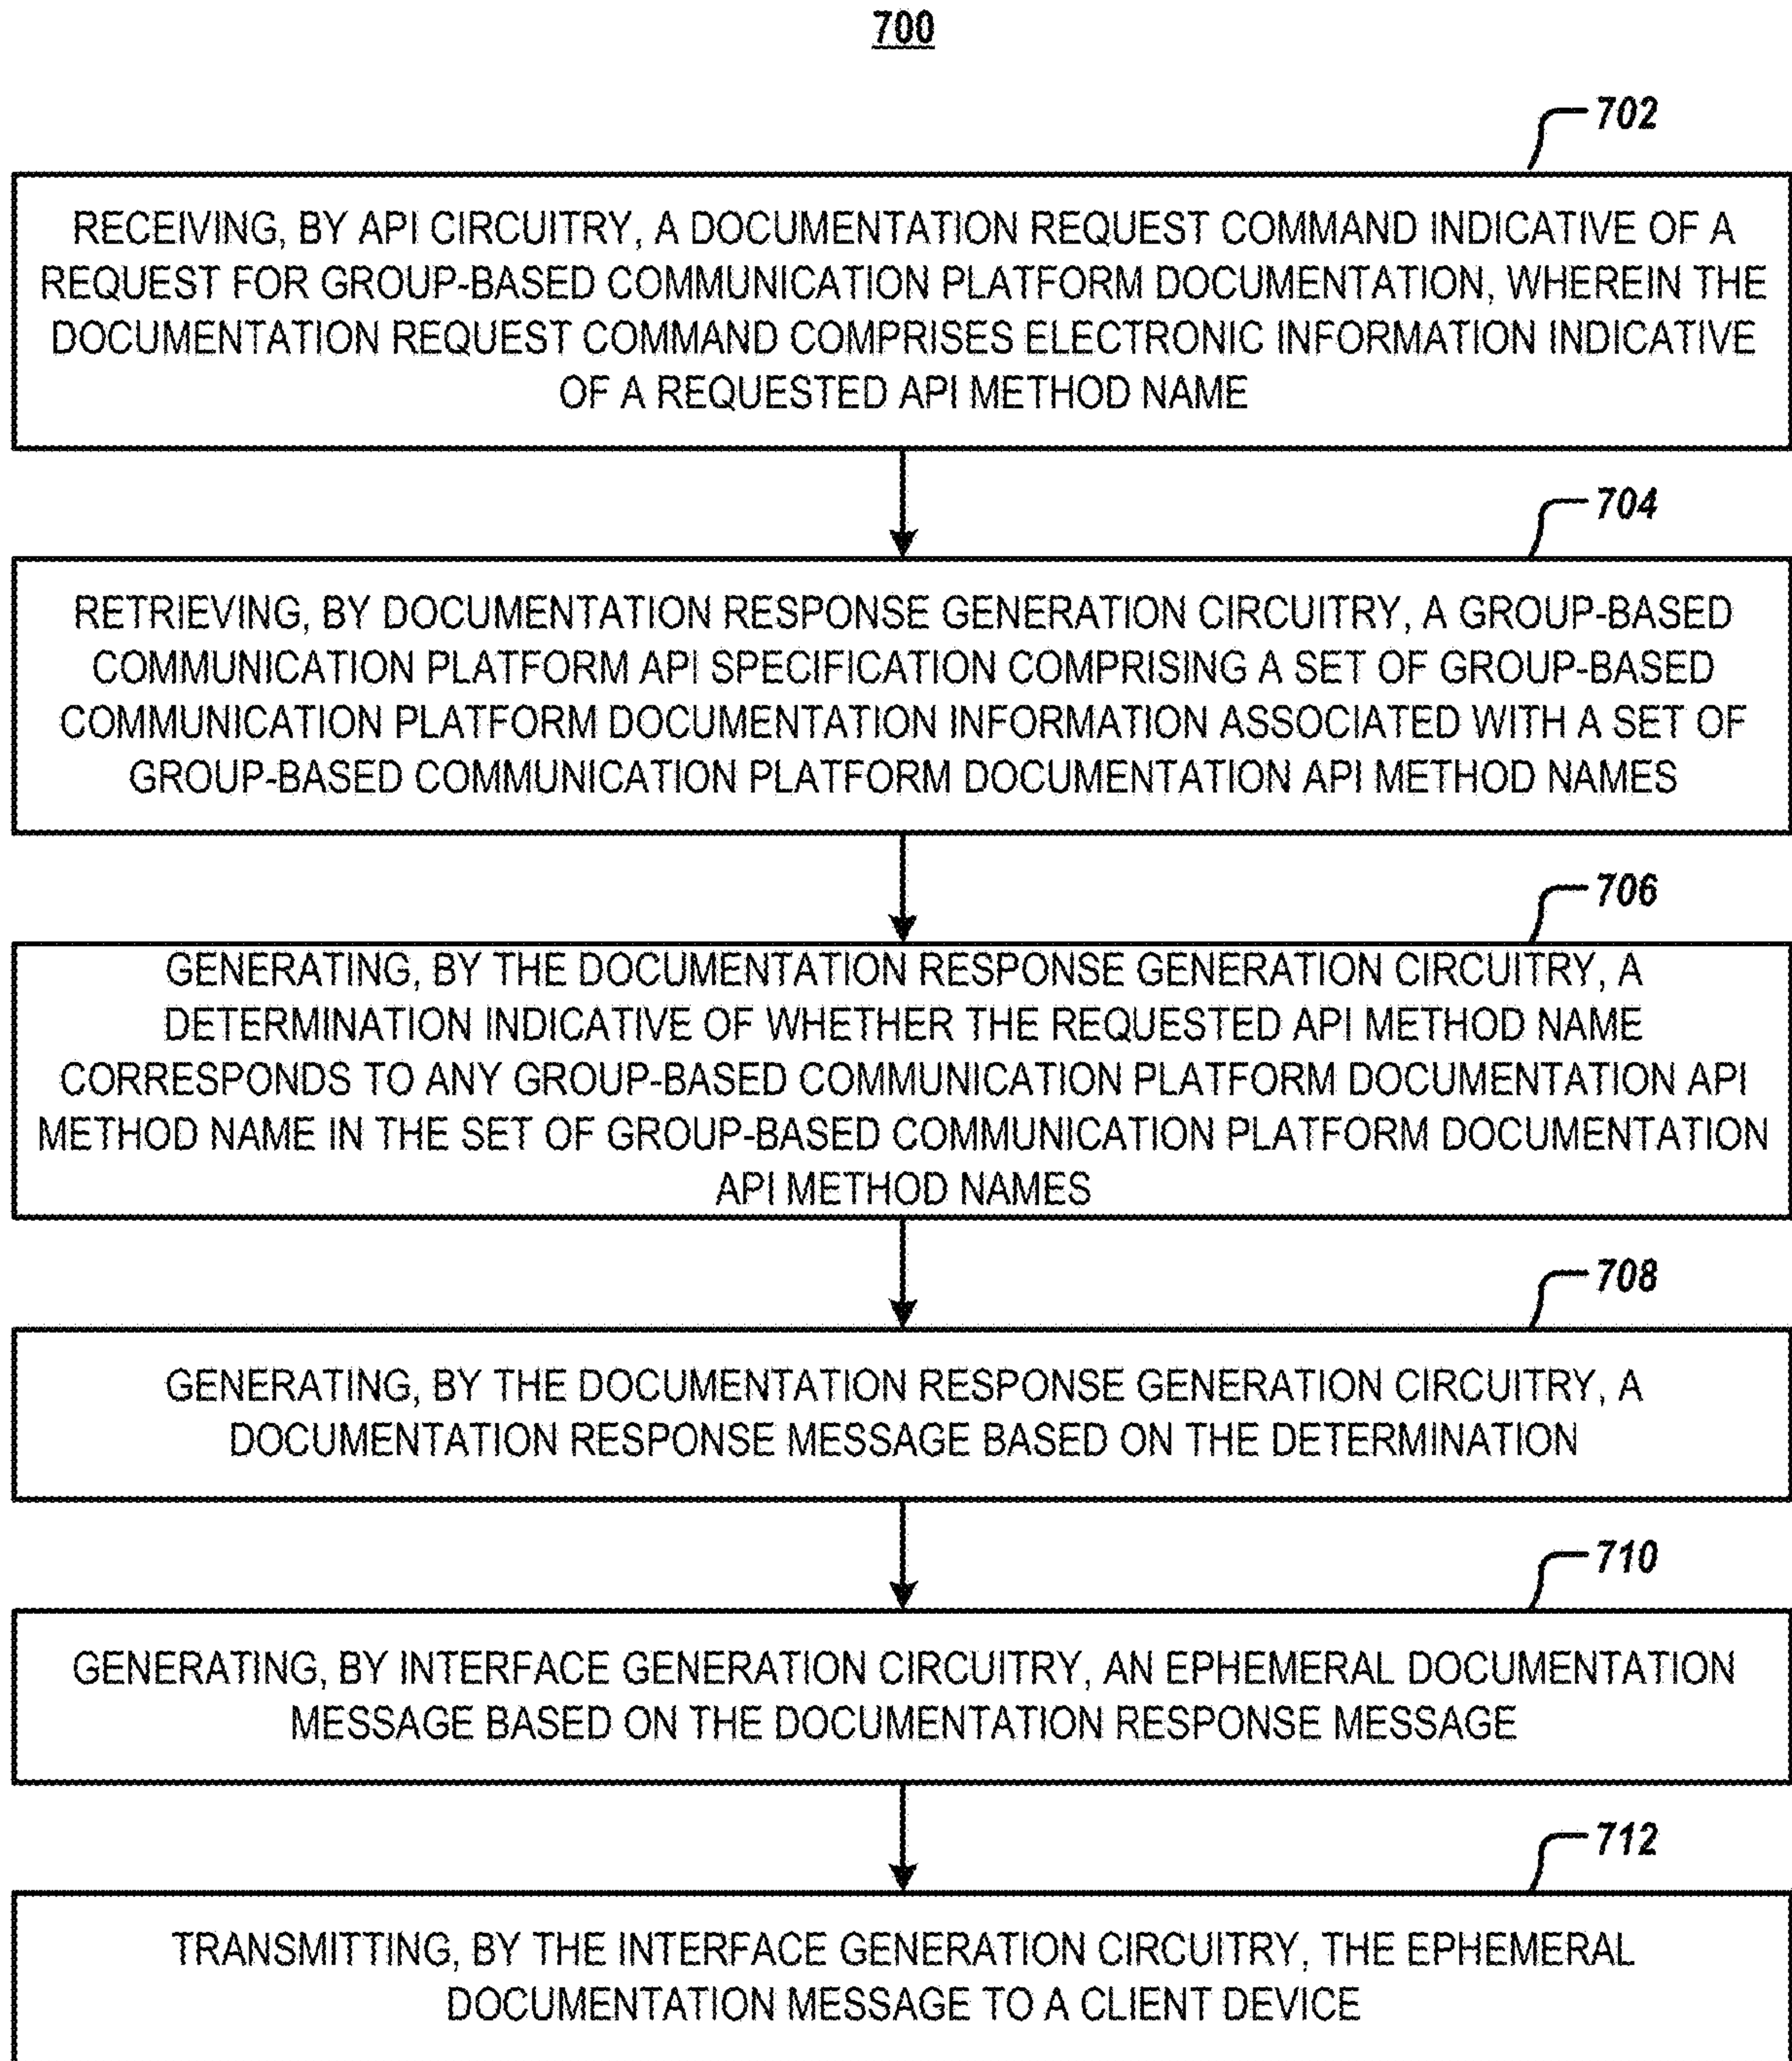 700
702
RECEIVING, BY API CIRCUITRY, A DOCUMENTATION REQUEST COMMAND INDICATIVE OF A
REQUEST FOR GROUP-BASED COMMUNICATION PLATFORM DOCUMENTATION, WHEREIN THE
DOCUMENTATION REQUEST COMMAND COMPRISES ELECTRONIC INFORMATION INDICATIVE
OF A REQUESTED API METHOD NAME
704
RETRIEVING, BY DOCUMENTATION RESPONSE GENERATION CIRCUITRY, A GROUP-BASED
COMMUNICATION PLATFORM API SPECIFICATION COMPRISING A SET OF GROUP-BASED
COMMUNICATION PLATFORM DOCUMENTATION INFORMATION ASSOCIATED WITH A SET OF
GROUP-BASED COMMUNICATION PLATFORM DOCUMENTATION API METHOD NAMES
706
GENERATING, BY THE DOCUMENTATION RESPONSE GENERATION CIRCUITRY, A
DETERMINATION INDICATIVE OF WHETHER THE REQUESTED API METHOD NAME
CORRESPONDS TO ANY GROUP-BASED COMMUNICATION PLATFORM DOCUMENTATION API
METHOD NAME IN THE SET OF GROUP-BASED COMMUNICATION PLATFORM DOCUMENTATION
API METHOD NAMES
708
GENERATING, BY THE DOCUMENTATION RESPONSE GENERATION CIRCUITRY, A
DOCUMENTATION RESPONSE MESSAGE BASED ON THE DETERMINATION
710
GENERATING, BY INTERFACE GENERATION CIRCUITRY, AN EPHEMERAL DOCUMENTATION
MESSAGE BASED ON THE DOCUMENTATION RESPONSE MESSAGE
712
TRANSMITTING, BY THE INTERFACE GENERATION CIRCUITRY, THE EPHEMERAL
DOCUMENTATION MESSAGE TO A CLIENT DEVICE